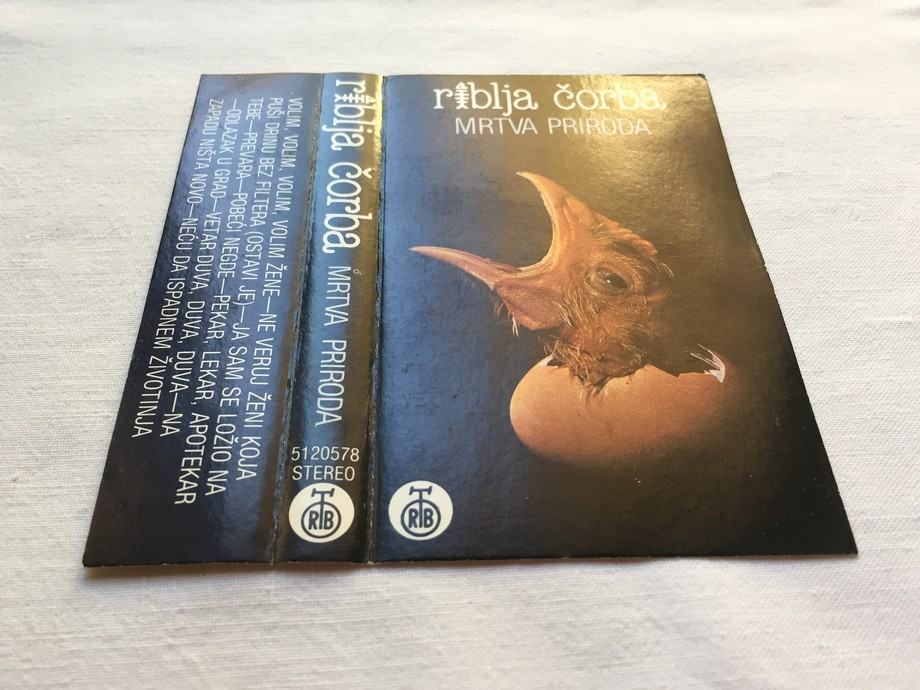 riblja čorba
MRTVA PRIRODA
RTB
riblja čorba MRTVA PRIRODA
5120578
STEREO
RTB
VOLIM, VOLIM, VOLIM, VOLIM ŽENE—NE VERUJ ŽENI KOJA
PUŠI DRINU BEZ FILTERA (OSTAVI JE)—JA SAM SE LOŽIO NA
TEBE—PREVARA—POBEĆI NEGDE—PEKAR, LEKAR, APOTEKAR
—ODLAZAK U GRAD—VETAR DUVA, DUVA, DUVA—NA
ZAPADU NIŠTA NOVO—NEĆU DA ISPADNEM ŽIVOTINJA